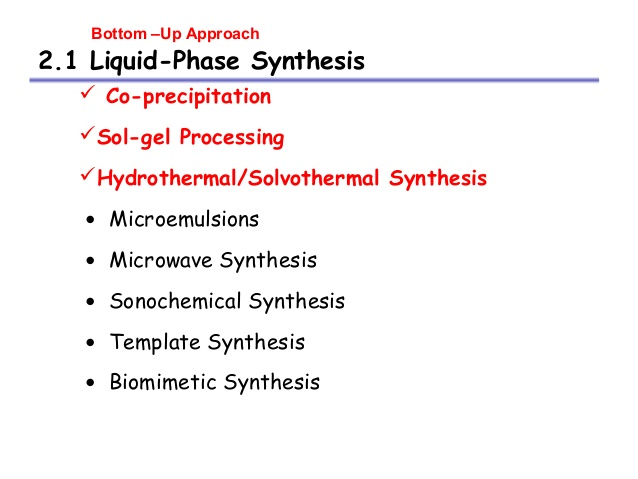 Bottom –Up Approach
2.1 Liquid-Phase Synthesis
✓ Co-precipitation
✓Sol-gel Processing
✓Hydrothermal/Solvothermal Synthesis
• Microemulsions
• Microwave Synthesis
• Sonochemical Synthesis
• Template Synthesis
• Biomimetic Synthesis